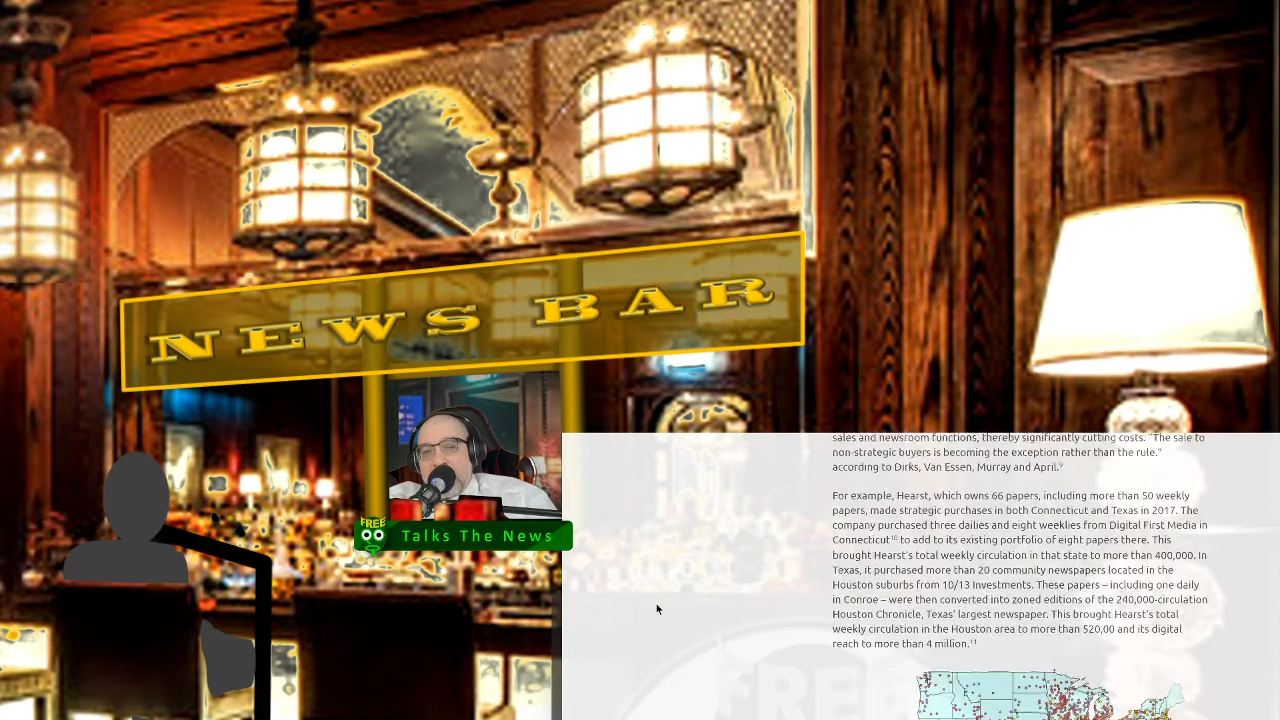 NEWS BAR
FREE
Talks The News
sales and newsroom functions, thereby significantly cutting costs. "The sale to
non-strategic buyers is becoming the exception rather than the rule."
according to Dirks, Van Essen, Murray and April.⁹
For example, Hearst, which owns 66 papers, including more than 50 weekly
papers, made strategic purchases in both Connecticut and Texas in 2017. The
company purchased three dailies and eight weeklies from Digital First Media in
Connecticut¹⁰ to add to its existing portfolio of eight papers there. This
brought Hearst's total weekly circulation in that state to more than 400,000. In
Texas, it purchased more than 20 community newspapers located in the
Houston suburbs from 10/13 Investments. These papers – including one daily
in Conroe – were then converted into zoned editions of the 240,000-circulation
Houston Chronicle, Texas' largest newspaper. This brought Hearst's total
weekly circulation in the Houston area to more than 520,00 and its digital
reach to more than 4 million.¹¹
FREE